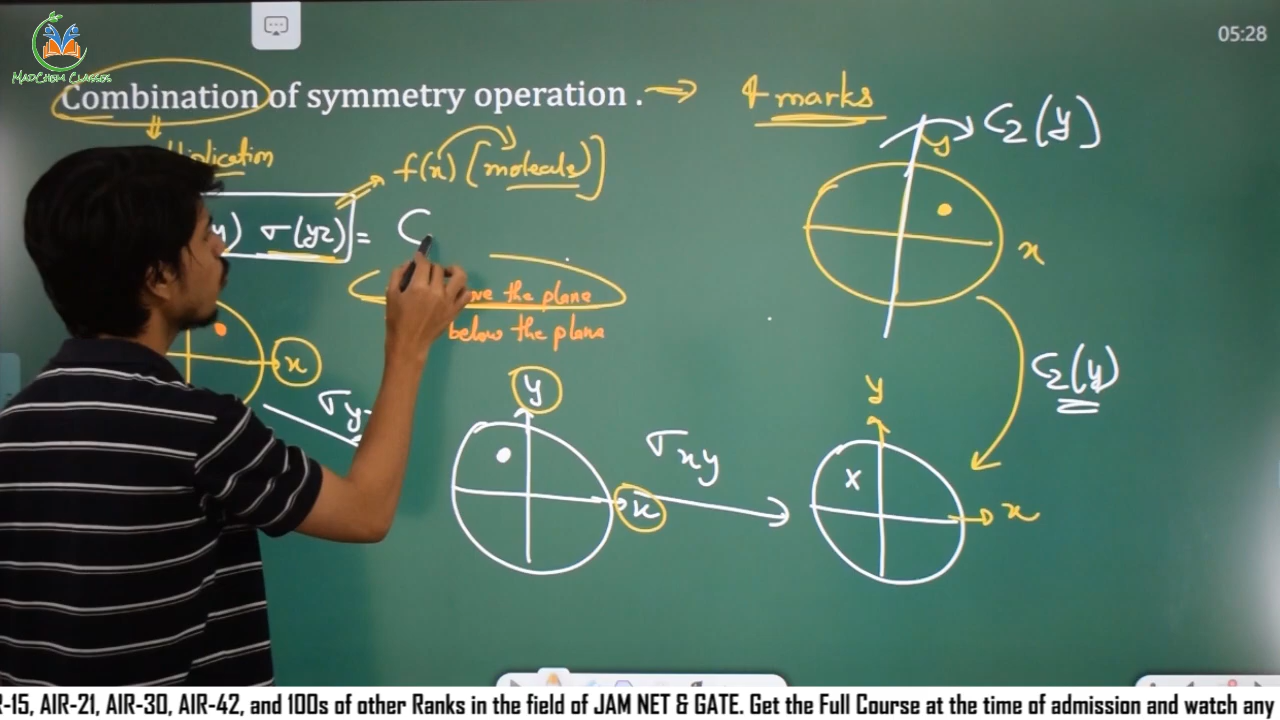 MADCHEM CLASSES
05:28
Combination of symmetry operation . → 4 marks
f(x) [molecule]
σ(yz) = C
the plane
below the plane
x
y
x
σxy
y
C2(y)
x
C2(y)
y
x
R-15, AIR-21, AIR-30, AIR-42, and 100s of other Ranks in the field of JAM NET & GATE. Get the Full Course at the time of admission and watch any